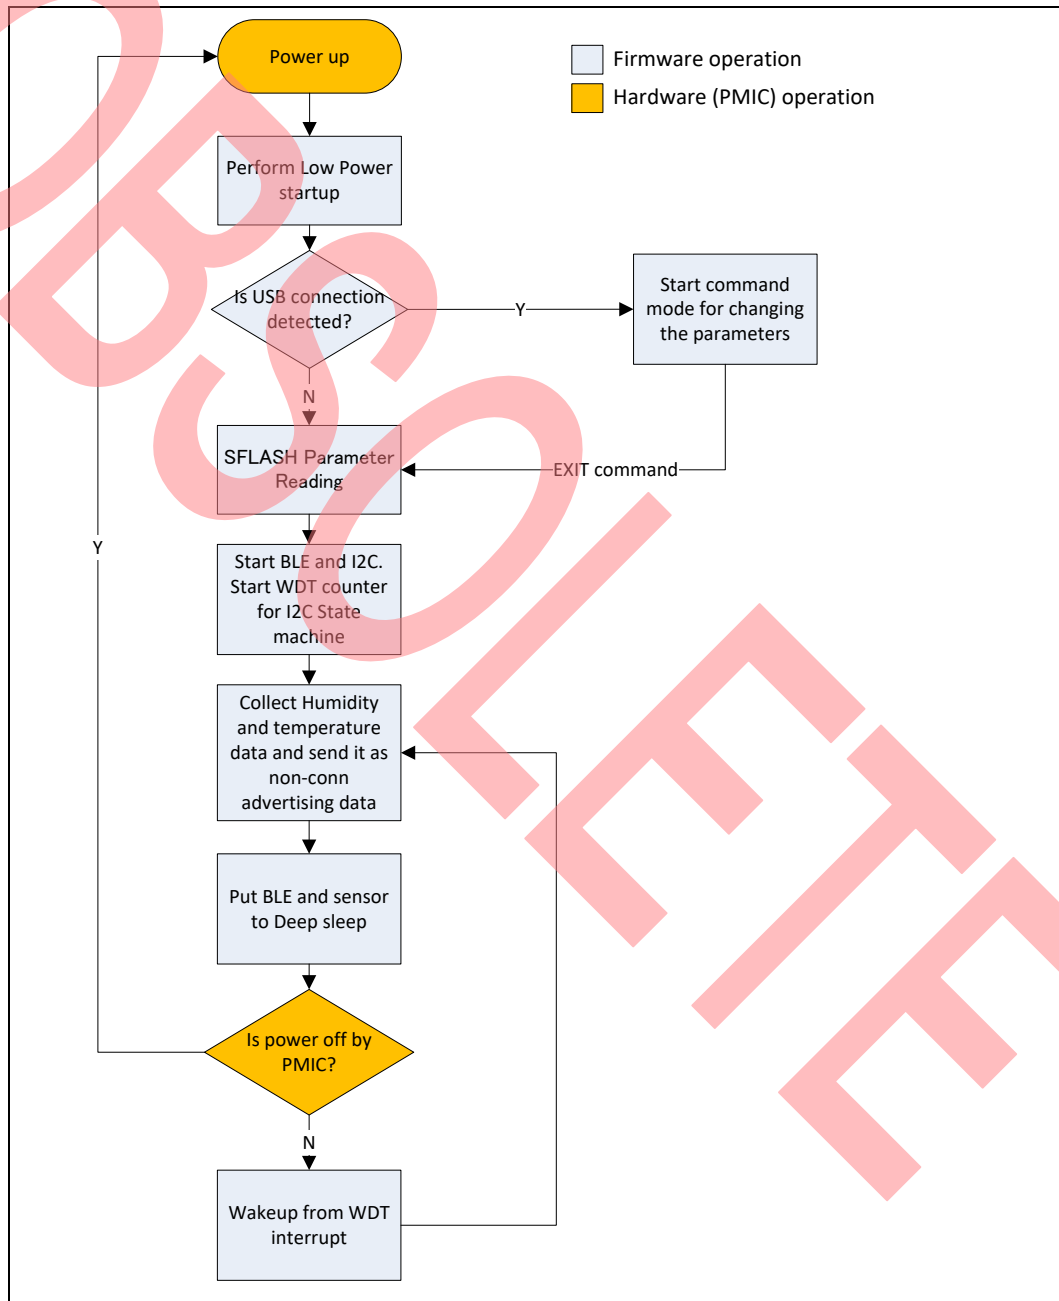 Power up
Firmware operation
Hardware (PMIC) operation
Perform Low Power
startup
Is USB connection
detected?
Y
Start command
mode for changing
the parameters
N
SFLASH Parameter
Reading
EXIT command
Y
Start BLE and I2C.
Start WDT counter
for I2C State
machine
Collect Humidity
and temperature
data and send it as
non-conn
advertising data
Put BLE and sensor
to Deep sleep
Is power off by
PMIC?
N
Wakeup from WDT
interrupt
OBSOLETE